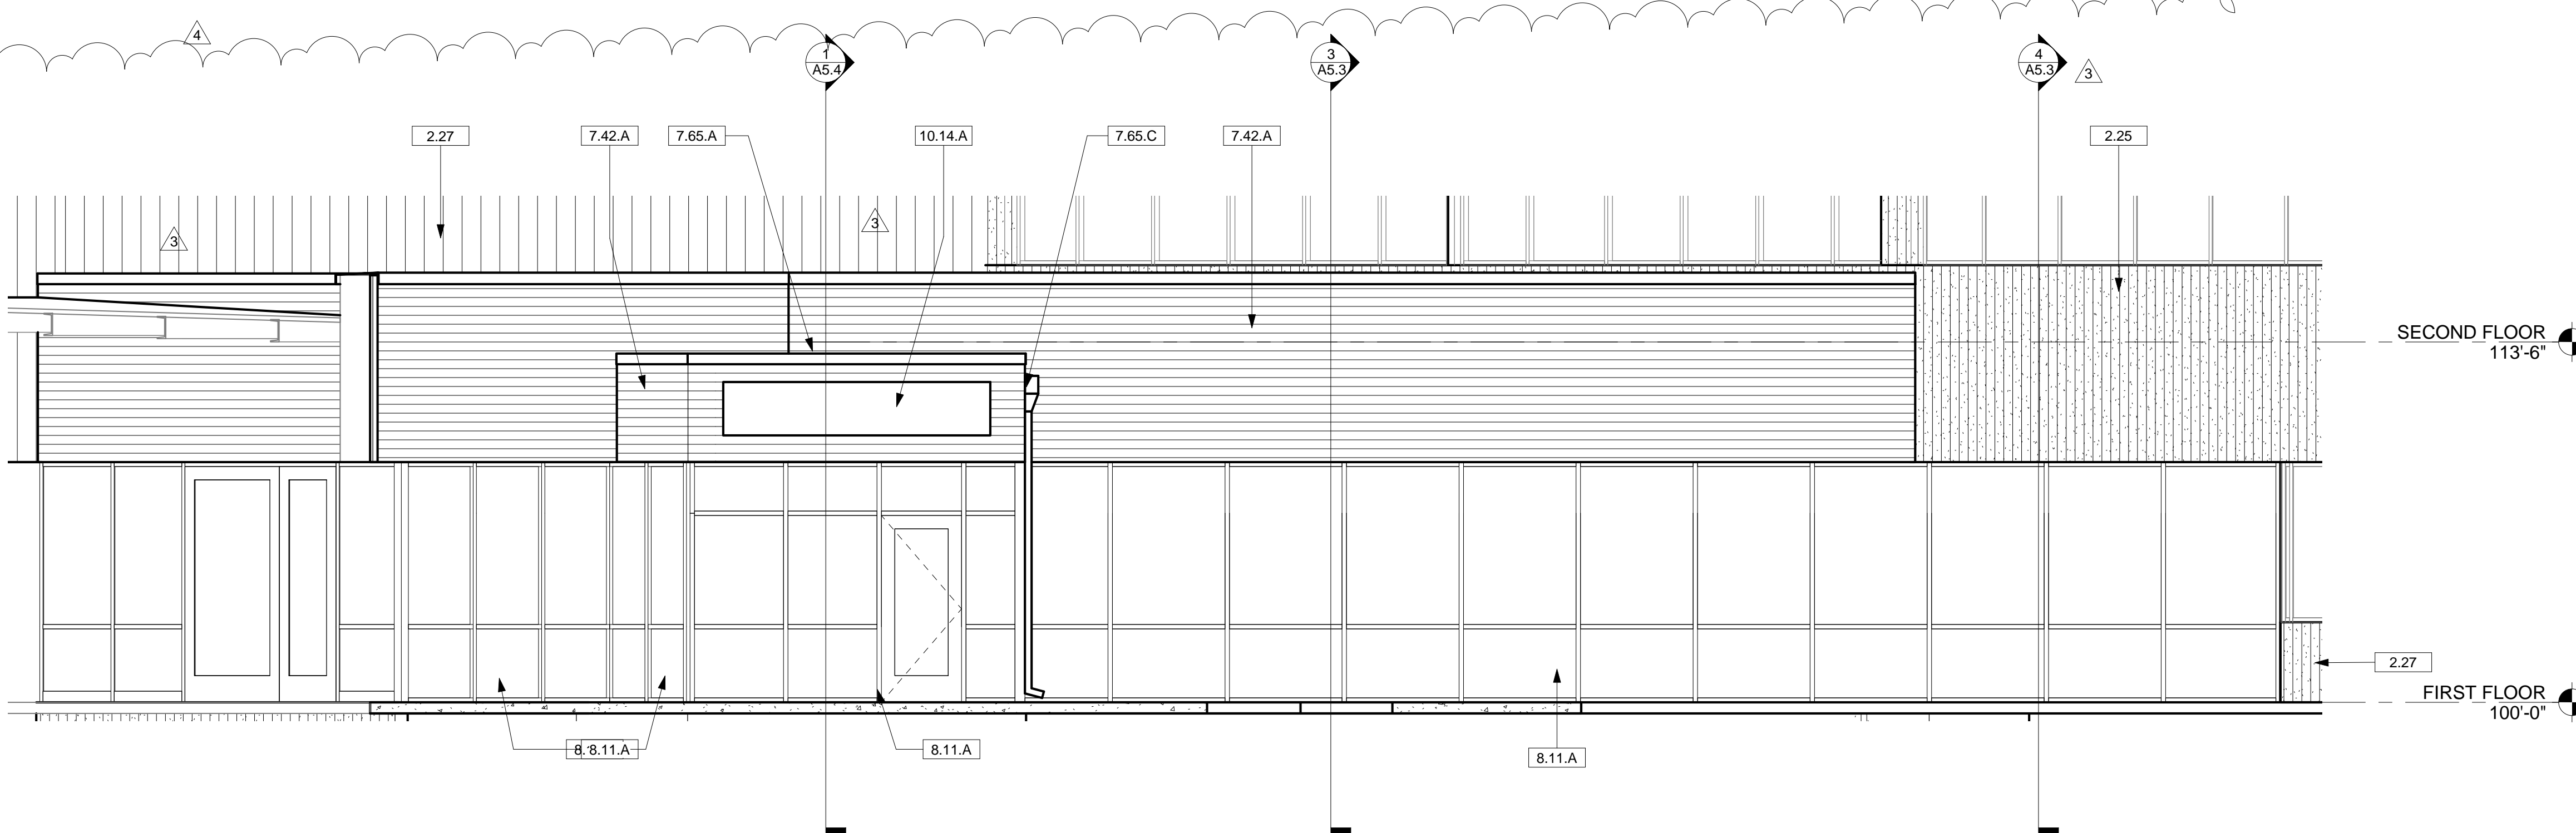 4
1
A5.4
3
A5.3
4
A5.3
3
2.27
7.42.A
7.65.A
10.14.A
7.65.C
7.42.A
2.25
3
3
SECOND FLOOR
113'-6"
2.27
FIRST FLOOR
100'-0"
8.11.A
8.11.A
8.11.A